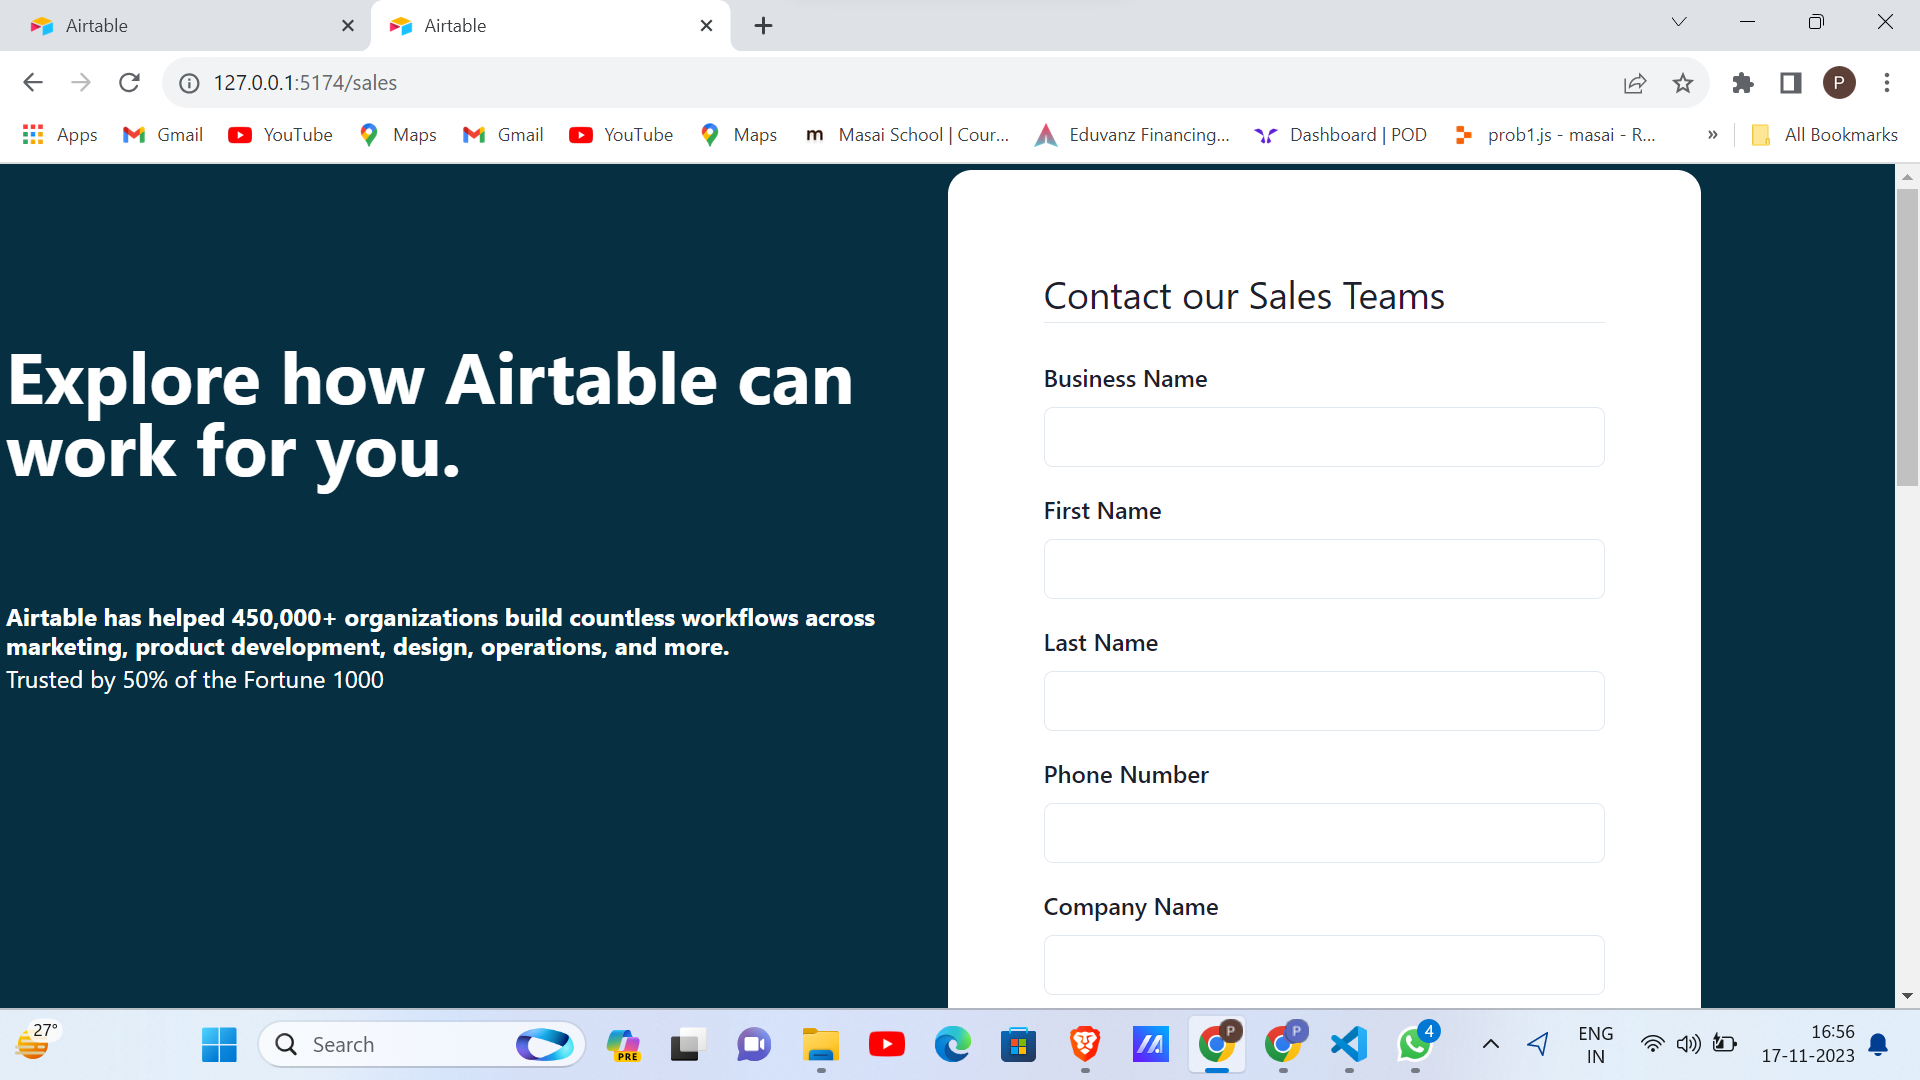 Airtable
Airtable
127.0.0.1:5174/sales
P
Apps
Gmail
YouTube
Maps
Gmail
YouTube
Maps
m Masai School | Cour...
Eduvanz Financing...
Dashboard | POD
prob1.js - masai - R...
»
All Bookmarks
Explore how Airtable can
work for you.
Airtable has helped 450,000+ organizations build countless workflows across
marketing, product development, design, operations, and more.
Trusted by 50% of the Fortune 1000
Contact our Sales Teams
Business Name
First Name
Last Name
Phone Number
Company Name
27°
Search
PRE
P
P
4
ENG
IN
16:56
17-11-2023